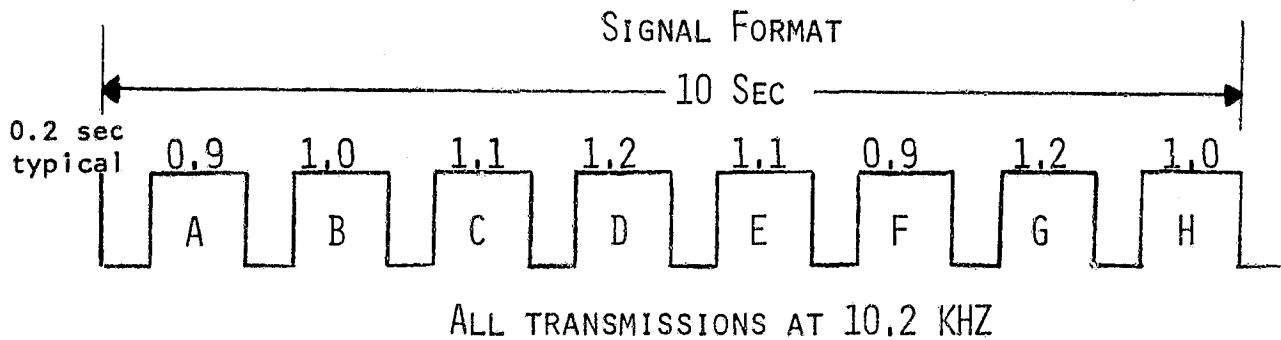 SIGNAL FORMAT
10 SEC
0.2 sec
typical
0.9 1.0 1.1 1.2 1.1 0.9 1.2 1.0
A B C D E F G H
ALL TRANSMISSIONS AT 10.2 KHZ